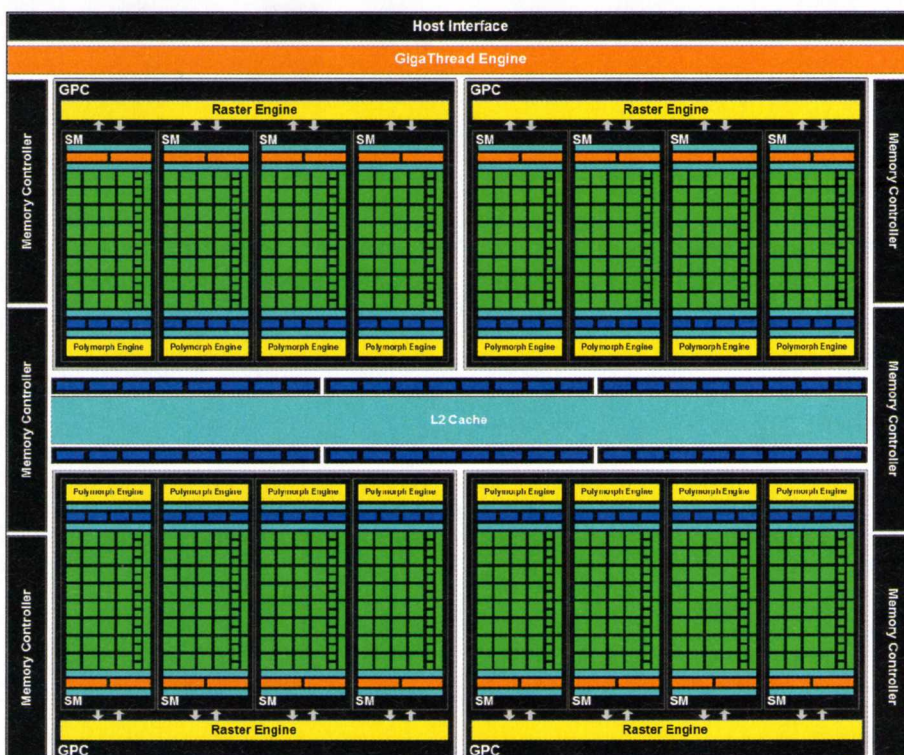 Host Interface
GigaThread Engine
GPC
GPC
Raster Engine
Raster Engine
SM
SM
SM
SM
SM
SM
SM
SM
Memory Controller
Memory Controller
Polymorph Engine
Polymorph Engine
Polymorph Engine
Polymorph Engine
Polymorph Engine
Polymorph Engine
Polymorph Engine
Polymorph Engine
Memory Controller
L2 Cache
Memory Controller
Polymorph Engine
Polymorph Engine
Polymorph Engine
Polymorph Engine
Polymorph Engine
Polymorph Engine
Polymorph Engine
Polymorph Engine
Memory Controller
Memory Controller
SM
SM
SM
SM
SM
SM
SM
SM
Raster Engine
Raster Engine
GPC
GPC